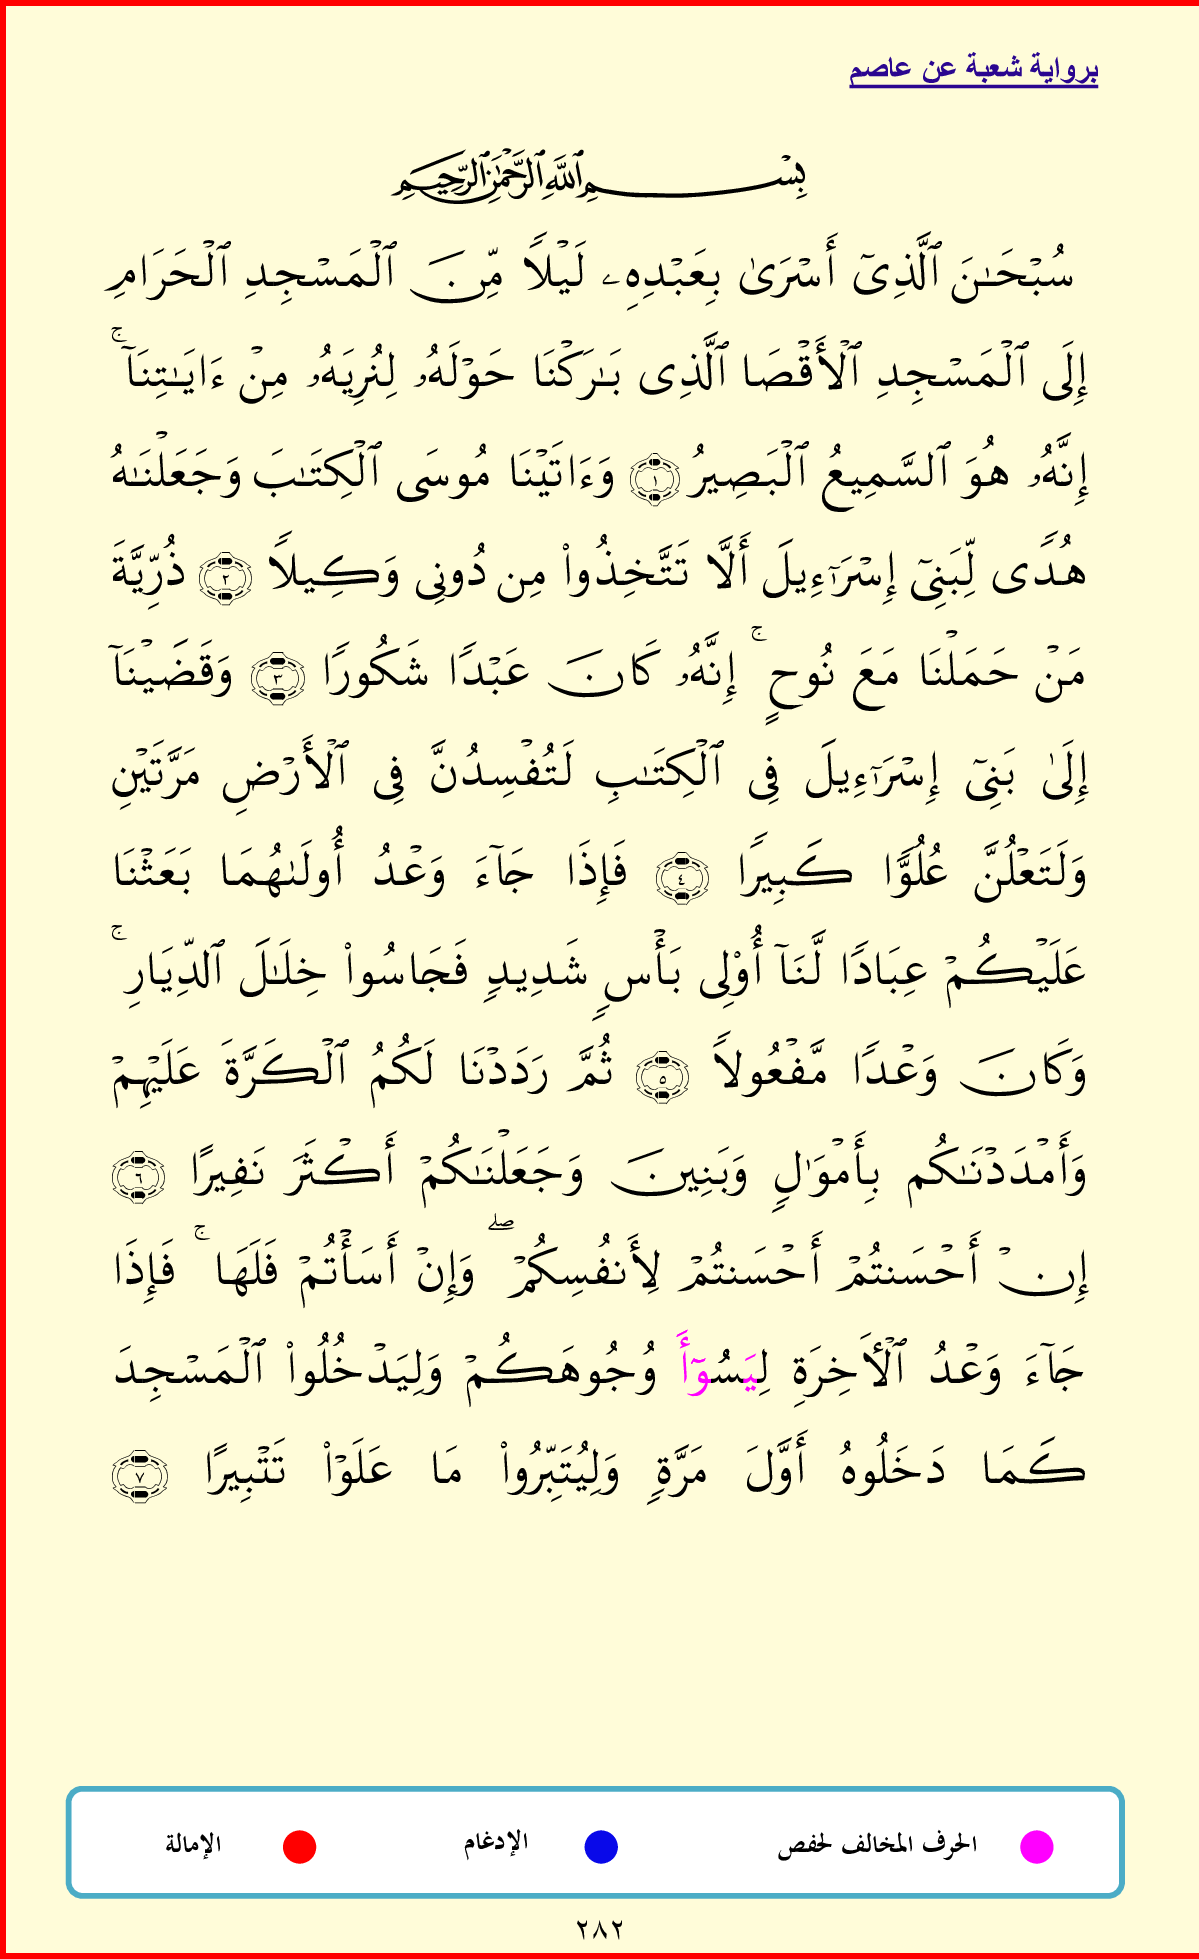 برواية شعبة عن عاصم
بِسْمِ ٱللَّهِ ٱلرَّحْمَٰنِ ٱلرَّحِيمِ
سُبْحَـٰنَ ٱلَّذِىٓ أَسْرَىٰ بِعَبْدِهِۦ لَيْلاً مِّنَ ٱلْمَسْجِدِ ٱلْحَرَامِ
إِلَى ٱلْمَسْجِدِ ٱلْأَقْصَا ٱلَّذِى بَـٰرَكْنَا حَوْلَهُۥ لِنُرِيَهُۥ مِنْ ءَايَـٰتِنَآ ۚ
إِنَّهُۥ هُوَ ٱلسَّمِيعُ ٱلْبَصِيرُ ١ وَءَاتَيْنَا مُوسَى ٱلْكِتَـٰبَ وَجَعَلْنَـٰهُ
هُدًى لِّبَنِىٓ إِسْرَٰٓءِيلَ أَلَّا تَتَّخِذُوا۟ مِن دُونِى وَكِيلاً ٢ ذُرِّيَّةَ
مَنْ حَمَلْنَا مَعَ نُوحٍ ۚ إِنَّهُۥ كَانَ عَبْدًا شَكُورًا ٣ وَقَضَيْنَآ
إِلَىٰ بَنِىٓ إِسْرَٰٓءِيلَ فِى ٱلْكِتَـٰبِ لَتُفْسِدُنَّ فِى ٱلْأَرْضِ مَرَّتَيْنِ
وَلَتَعْلُنَّ عُلُوًّا كَبِيرًا ٤ فَإِذَا جَآءَ وَعْدُ أُولَىٰهُمَا بَعَثْنَا
عَلَيْكُمْ عِبَادًا لَّنَآ أُو۟لِى بَأْسٍ شَدِيدٍ فَجَاسُوا۟ خِلَـٰلَ ٱلدِّيَارِ ۚ
وَكَانَ وَعْدًا مَّفْعُولاً ٥ ثُمَّ رَدَدْنَا لَكُمُ ٱلْكَرَّةَ عَلَيْهِمْ
وَأَمْدَدْنَـٰكُم بِأَمْوَٰلٍ وَبَنِينَ وَجَعَلْنَـٰكُمْ أَكْثَرَ نَفِيرًا ٦
إِنْ أَحْسَنتُمْ أَحْسَنتُمْ لِأَنفُسِكُمْ ۖ وَإِنْ أَسَأْتُمْ فَلَهَا ۚ فَإِذَا
جَآءَ وَعْدُ ٱلْأَخِرَةِ لِيَسُوٓأَ وُجُوهَكُمْ وَلِيَدْخُلُوا۟ ٱلْمَسْجِدَ
كَمَا دَخَلُوهُ أَوَّلَ مَرَّةٍ وَلِيُتَبِّرُوا۟ مَا عَلَوْا۟ تَتْبِيرًا ٧
الحرف المخالف لحفص الإدغام الإمالة
٢٨٢